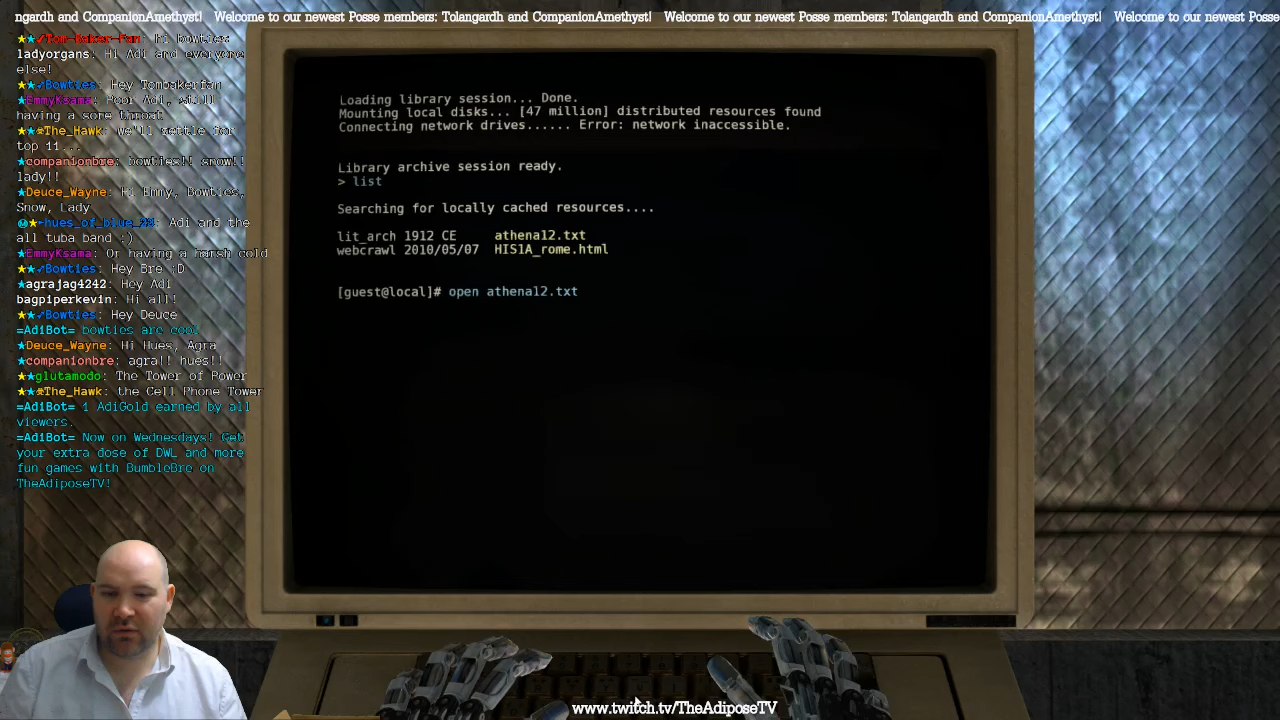 ngardh and CompanionAmethyst!   Welcome to our newest Posse members: Tolangardh and CompanionAmethyst!   Welcome to our newest Posse members: Tolangardh and CompanionAmethyst!   Welcome to our newest Posse
Tom-Baker-Fan: Hi bowties
ladyorgans: Hi Adi and everyone
else!
Bowties: Hey Tombakerfan
EmmyKsama: Poor Adi, still
having a sore throat
The_Hawk: we'll settle for
top 11...
companionbre: bowties!! snow!!
lady!!
Deuce_Wayne: Hi Emmy, Bowties,
Snow, Lady
hues_of_blue_29: Adi and the
all tuba band :)
EmmyKsama: Or having a harsh cold
Bowties: Hey Bre :D
agrajag4242: Hey Adi
bagpiperkevin: Hi all!
Bowties: Hey Deuce
=AdiBot= bowties are cool
Deuce_Wayne: Hi Hues, Agra
companionbre: agra!! hues!!
glutamodo: The Tower of Power
The_Hawk: the Cell Phone Tower
=AdiBot= 1 AdiGold earned by all
viewers.
=AdiBot= Now on Wednesdays! Get
your extra dose of DWL and more
fun games with BumbleBre on
TheAdiposeTV!
Loading library session... Done.
Mounting local disks... [47 million] distributed resources found
Connecting network drives...... Error: network inaccessible.
Library archive session ready.
> list
Searching for locally cached resources....
lit_arch 1912 CE     athena12.txt
webcrawl 2010/05/07  HIS1A_rome.html
[guest@local]# open athena12.txt
www.twitch.tv/TheAdiposeTV